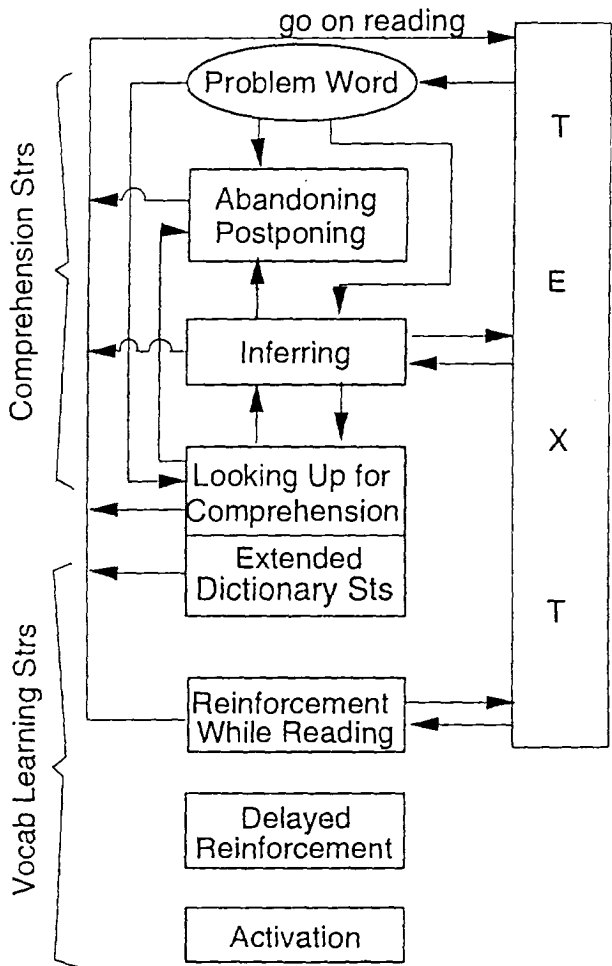 go on reading
Problem Word
Comprehension Strs
Abandoning
Postponing
Inferring
Looking Up for
Comprehension
Extended
Dictionary Sts
T
E
X
T
Vocab Learning Strs
Reinforcement
While Reading
Delayed
Reinforcement
Activation